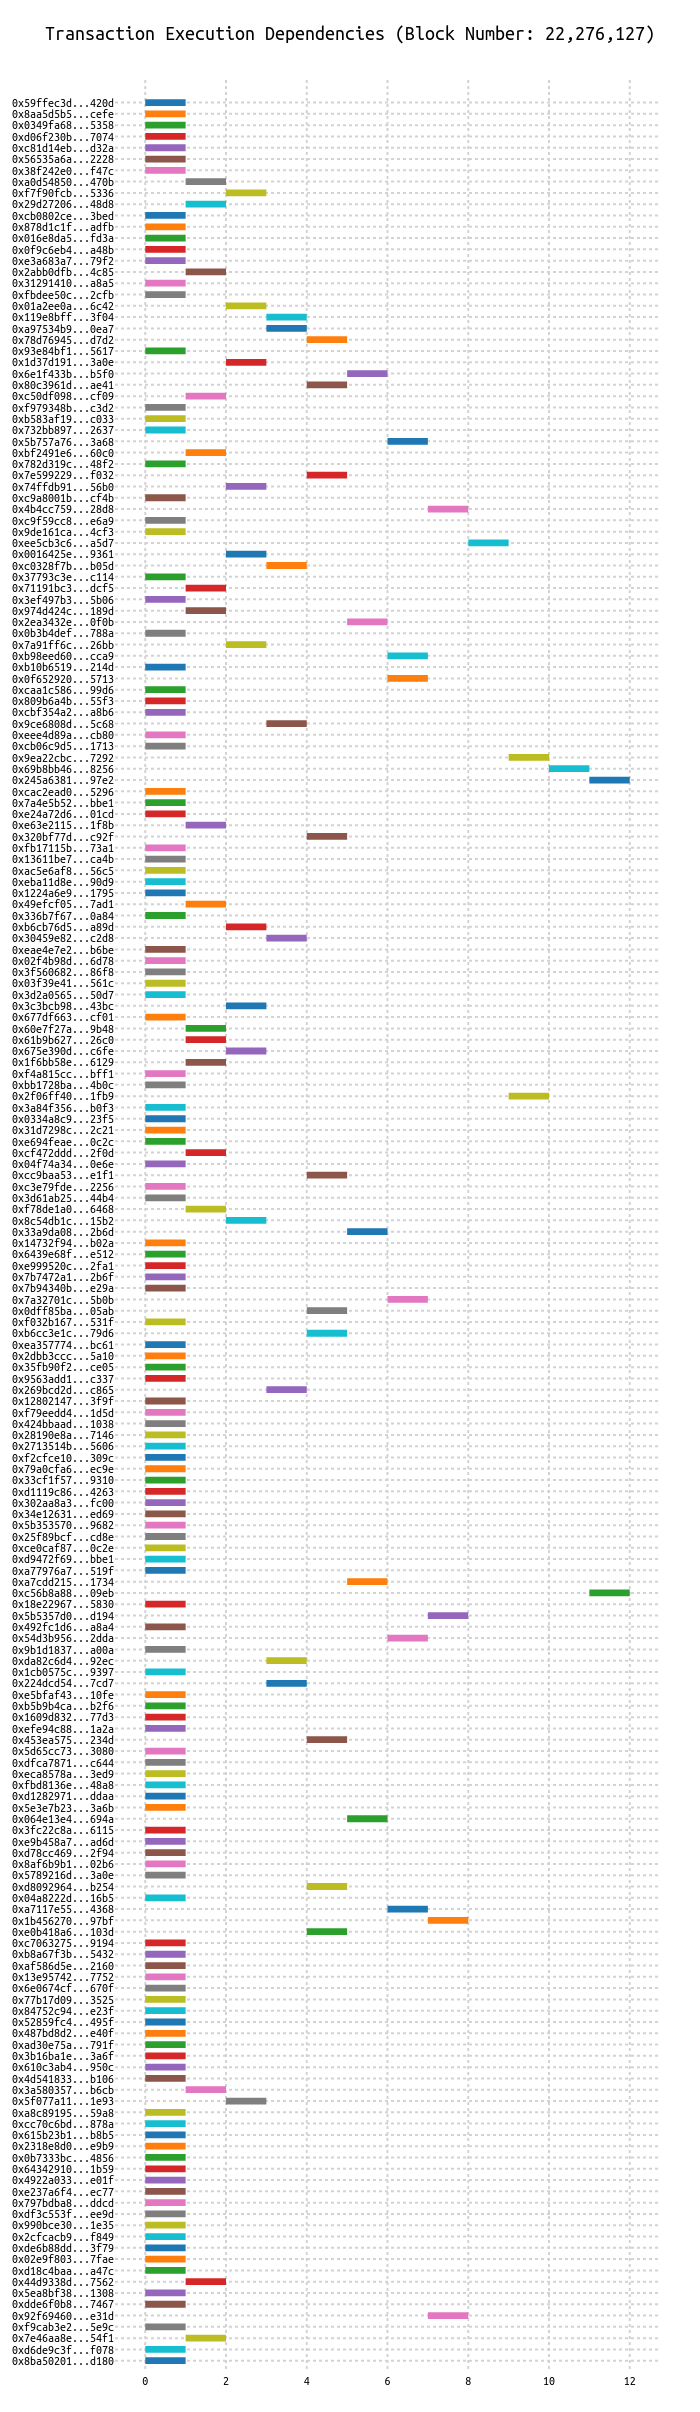 Transaction Execution Dependencies (Block Number: 22,276,127)
0x59ffec3d...420d
0x8aa5d5b5...cefe
0x0349fa68...5358
0xd06f230b...7074
0xc81d14eb...d32a
0x56535a6a...2228
0x38f242e0...f47c
0xa0d54850...470b
0xf7f90fcb...5336
0x29d27206...48d8
0xcb0802ce...3bed
0x878d1c1f...adfb
0x016e8da5...fd3a
0x0f9c6eb4...a48b
0xe3a683a7...79f2
0x2abb0dfb...4c85
0x31291410...a8a5
0xfbdee50c...2cfb
0x01a2ee0a...6c42
0x119e8bff...3f04
0xa97534b9...0ea7
0x78d76945...d7d2
0x93e84bf1...5617
0x1d37d191...3a0e
0x6e1f433b...b5f0
0x80c3961d...ae41
0xc50df098...cf09
0xf979348b...c3d2
0xb583af19...c033
0x732bb897...2637
0x5b757a76...3a68
0xbf2491e6...60c0
0x782d319c...48f2
0x7e599229...f032
0x74ffdb91...56b0
0xc9a8001b...cf4b
0x4b4cc759...28d8
0xc9f59cc8...e6a9
0x9de161ca...4cf3
0xee5cb3c6...a5d7
0x0016425e...9361
0xc0328f7b...b05d
0x37793c3e...c114
0x71191bc3...dcf5
0x3ef497b3...5b06
0x974d424c...189d
0x2ea3432e...0f0b
0x0b3b4def...788a
0x7a91ff6c...26bb
0xb98eed60...cca9
0xb10b6519...214d
0x0f652920...5713
0xcaa1c586...99d6
0x809b6a4b...55f3
0xcbf354a2...a8b6
0x9ce6808d...5c68
0xeee4d89a...cb80
0xcb06c9d5...1713
0x9ea22cbc...7292
0x69b8bb46...8256
0x245a6381...97e2
0xcac2ead0...5296
0x7a4e5b52...bbe1
0xe24a72d6...01cd
0xe63e2115...1f8b
0x320bf77d...c92f
0xfb17115b...73a1
0x13611be7...ca4b
0xac5e6af8...56c5
0xeba11d8e...90d9
0x1224a6e9...1795
0x49efcf05...7ad1
0x336b7f67...0a84
0xb6cb76d5...a89d
0x30459e82...c2d8
0xeae4e7e2...b6be
0x02f4b98d...6d78
0x3f560682...86f8
0x03f39e41...561c
0x3d2a0565...50d7
0x3c3bcb98...43bc
0x677df663...cf01
0x60e7f27a...9b48
0x61b9b627...26c0
0x675e390d...c6fe
0x1f6bb58e...6129
0xf4a815cc...bff1
0xbb1728ba...4b0c
0x2f06ff40...1fb9
0x3a84f356...b0f3
0x0334a8c9...23f5
0x31d7298c...2c21
0xe694feae...0c2c
0xcf472ddd...2f0d
0x04f74a34...0e6e
0xcc9baa53...e1f1
0xc3e79fde...2256
0x3d61ab25...44b4
0xf78de1a0...6468
0x8c54db1c...15b2
0x33a9da08...2b6d
0x14732f94...b02a
0x6439e68f...e512
0xe999520c...2fa1
0x7b7472a1...2b6f
0x7b94340b...e29a
0x7a32701c...5b0b
0x0dff85ba...05ab
0xf032b167...531f
0xb6cc3e1c...79d6
0xea357774...bc61
0x2dbb3ccc...5a10
0x35fb90f2...ce05
0x9563add1...c337
0x269bcd2d...c865
0x12802147...3f9f
0xf79eedd4...1d5d
0x424bbaad...1038
0x28190e8a...7146
0x2713514b...5606
0xf2cfce10...309c
0x79a0cfa6...ec9e
0x33cf1f57...9310
0xd1119c86...4263
0x302aa8a3...fc00
0x34e12631...ed69
0x5b353570...9682
0x25f89bcf...cd8e
0xce0caf87...0c2e
0xd9472f69...bbe1
0xa77976a7...519f
0xa7cdd215...1734
0xc56b8a88...09eb
0x18e22967...5830
0x5b5357d0...d194
0x492fc1d6...a8a4
0x54d3b956...2dda
0x9b1d1837...a00a
0xda82c6d4...92ec
0x1cb0575c...9397
0x224dcd54...7cd7
0xe5bfaf43...10fe
0xb5b9b4ca...b2f6
0x1609d832...77d3
0xefe94c88...1a2a
0x453ea575...234d
0x5d65cc73...3080
0xdfca7871...c644
0xeca8578a...3ed9
0xfbd8136e...48a8
0xd1282971...ddaa
0x5e3e7b23...3a6b
0x064e13e4...694a
0x3fc22c8a...6115
0xe9b458a7...ad6d
0xd78cc469...2f94
0x8af6b9b1...02b6
0x5789216d...3a0e
0xd8092964...b254
0x04a8222d...16b5
0xa7117e55...4368
0x1b456270...97bf
0xe0b418a6...103d
0xc7063275...9194
0xb8a67f3b...5432
0xaf586d5e...2160
0x13e95742...7752
0x6e0674cf...670f
0x77b17d09...3525
0x84752c94...e23f
0x52859fc4...495f
0x487bd8d2...e40f
0xad30e75a...791f
0x3b16ba1e...3a6f
0x610c3ab4...950c
0x4d541833...b106
0x3a580357...b6cb
0x5f077a11...1e93
0xa8c89195...59a8
0xcc70c6bd...878a
0x615b23b1...b8b5
0x2318e8d0...e9b9
0x0b7333bc...4856
0x64342910...1b59
0x4922a033...e01f
0xe237a6f4...ec77
0x797bdba8...ddcd
0xdf3c553f...ee9d
0x990bce30...1e35
0x2cfcacb9...f849
0xde6b88dd...3f79
0x02e9f803...7fae
0xd18c4baa...a47c
0x44d9338d...7562
0x5ea8bf38...1308
0xdde6f0b8...7467
0x92f69460...e31d
0xf9cab3e2...5e9c
0x7e46aa8e...54f1
0xd6de9c3f...f078
0x8ba50201...d180
0 2 4 6 8 10 12